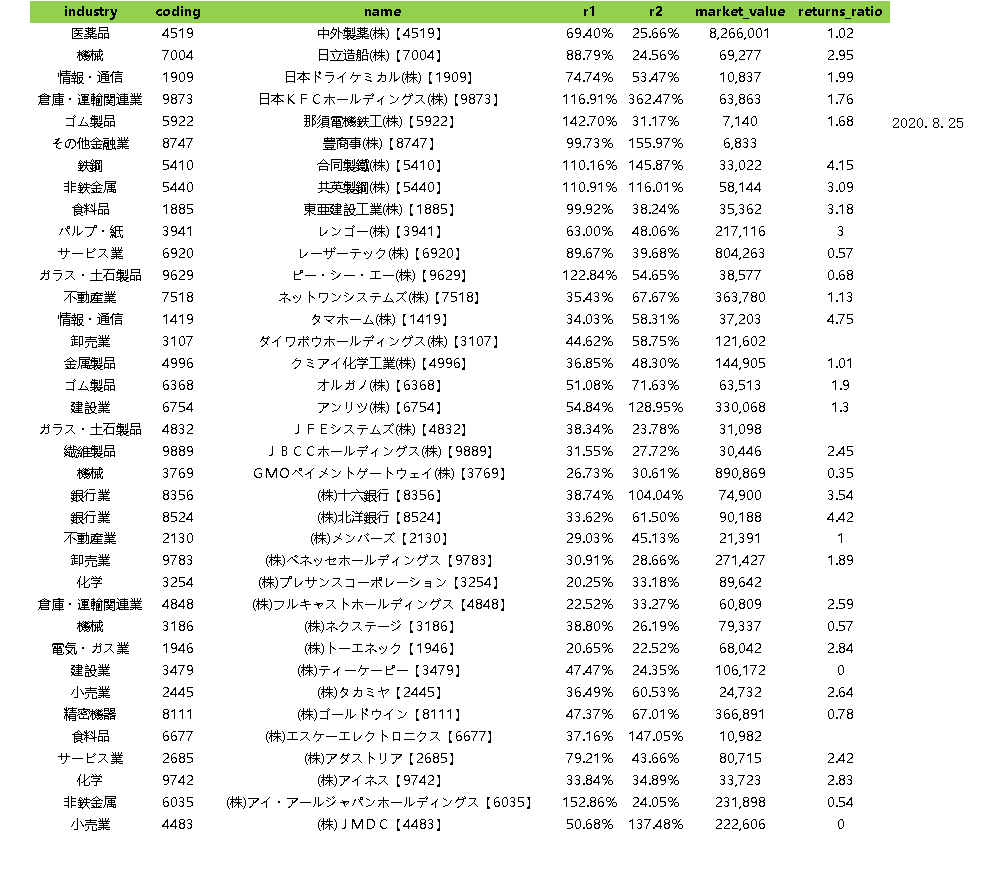 industry coding name r1 r2 market_value returns_ratio
医薬品 4519 中外製薬(株)【4519】 69.40% 25.66% 8,266,001 1.02
機械 7004 日立造船(株)【7004】 88.79% 24.56% 69,277 2.95
情報・通信 1909 日本ドライケミカル(株)【1909】 74.74% 53.47% 10,837 1.99
倉庫・運輸関連業 9873 日本ＫＦＣホールディングス(株)【9873】 116.91% 362.47% 63,863 1.76
ゴム製品 5922 那須電機鉄工(株)【5922】 142.70% 31.17% 7,140 1.68 2020.8.25
その他金融業 8747 豊商事(株)【8747】 99.73% 155.97% 6,833
鉄鋼 5410 合同製鐵(株)【5410】 110.16% 145.87% 33,022 4.15
非鉄金属 5440 共英製鋼(株)【5440】 110.91% 116.01% 58,144 3.09
食料品 1885 東亜建設工業(株)【1885】 99.92% 38.24% 35,362 3.18
パルプ・紙 3941 レンゴー(株)【3941】 63.00% 48.06% 217,116 3
サービス業 6920 レーザーテック(株)【6920】 89.67% 39.68% 804,263 0.57
ガラス・土石製品 9629 ピー・シー・エー(株)【9629】 122.84% 54.65% 38,577 0.68
不動産業 7518 ネットワンシステムズ(株)【7518】 35.43% 67.67% 363,780 1.13
情報・通信 1419 タマホーム(株)【1419】 34.03% 58.31% 37,203 4.75
卸売業 3107 ダイワボウホールディングス(株)【3107】 44.62% 58.75% 121,602
金属製品 4996 クミアイ化学工業(株)【4996】 36.85% 48.30% 144,905 1.01
ゴム製品 6368 オルガノ(株)【6368】 51.08% 71.63% 63,513 1.9
建設業 6754 アンリツ(株)【6754】 54.84% 128.95% 330,068 1.3
ガラス・土石製品 4832 ＪＦＥシステムズ(株)【4832】 38.34% 23.78% 31,098
繊維製品 9889 ＪＢＣＣホールディングス(株)【9889】 31.55% 27.72% 30,446 2.45
機械 3769 GMOペイメントゲートウェイ(株)【3769】 26.73% 30.61% 890,869 0.35
銀行業 8356 (株)十六銀行【8356】 38.74% 104.04% 74,900 3.54
銀行業 8524 (株)北洋銀行【8524】 33.62% 61.50% 90,188 4.42
不動産業 2130 (株)メンバーズ【2130】 29.03% 45.13% 21,391 1
卸売業 9783 (株)ベネッセホールディングス【9783】 30.91% 28.66% 271,427 1.89
化学 3254 (株)プレサンスコーポレーション【3254】 20.25% 33.18% 89,642
倉庫・運輸関連業 4848 (株)フルキャストホールディングス【4848】 22.52% 33.27% 60,809 2.59
機械 3186 (株)ネクステージ【3186】 38.80% 26.19% 79,337 0.57
電気・ガス業 1946 (株)トーエネック【1946】 20.65% 22.52% 68,042 2.84
建設業 3479 (株)ティーケーピー【3479】 47.47% 24.35% 106,172 0
小売業 2445 (株)タカミヤ【2445】 36.49% 60.53% 24,732 2.64
精密機器 8111 (株)ゴールドウイン【8111】 47.37% 67.01% 366,891 0.78
食料品 6677 (株)エスケーエレクトロニクス【6677】 37.16% 147.05% 10,982
サービス業 2685 (株)アダストリア【2685】 79.21% 43.66% 80,715 2.42
化学 9742 (株)アイネス【9742】 33.84% 34.89% 33,723 2.83
非鉄金属 6035 (株)アイ・アールジャパンホールディングス【6035】 152.86% 24.05% 231,898 0.54
小売業 4483 (株)ＪＭＤＣ【4483】 50.68% 137.48% 222,606 0